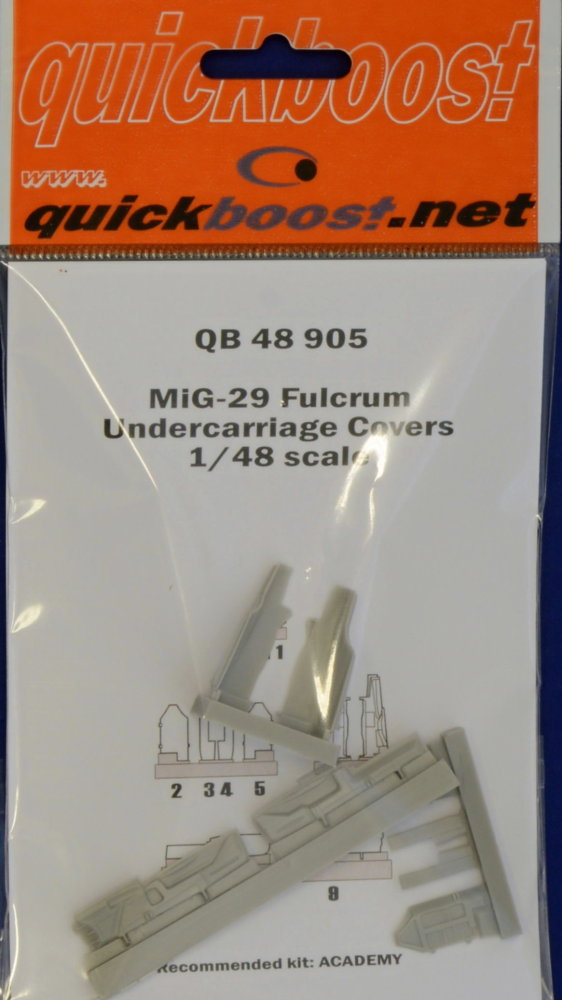 quickboost
www.
quickboost.net
QB 48 905
MiG-29 Fulcrum
Undercarriage Covers
1/48 scale
1
2 3 4 5
9
Recommended kit: ACADEMY